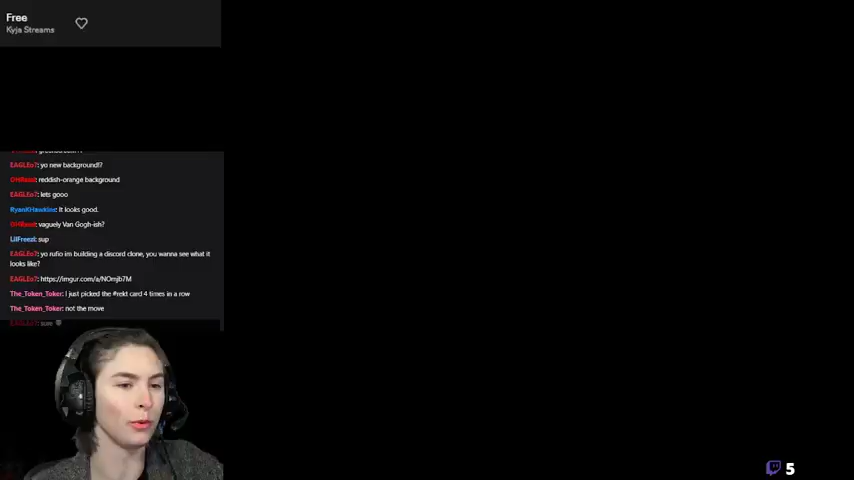 Free
Kyja Streams
EAGLEo7: yo new background!?
reddish-orange background
EAGLEo7: lets gooo
RyanKHawkins: It looks good.
vaguely Van Gogh-ish?
LilFreezi: sup
EAGLEo7: yo rufio im building a discord clone, you wanna see what it
looks like?
EAGLEo7: https://imgur.com/a/NOmjb7M
The_Token_Toker: I just picked the #rekt card 4 times in a row
The_Token_Toker: not the move
5